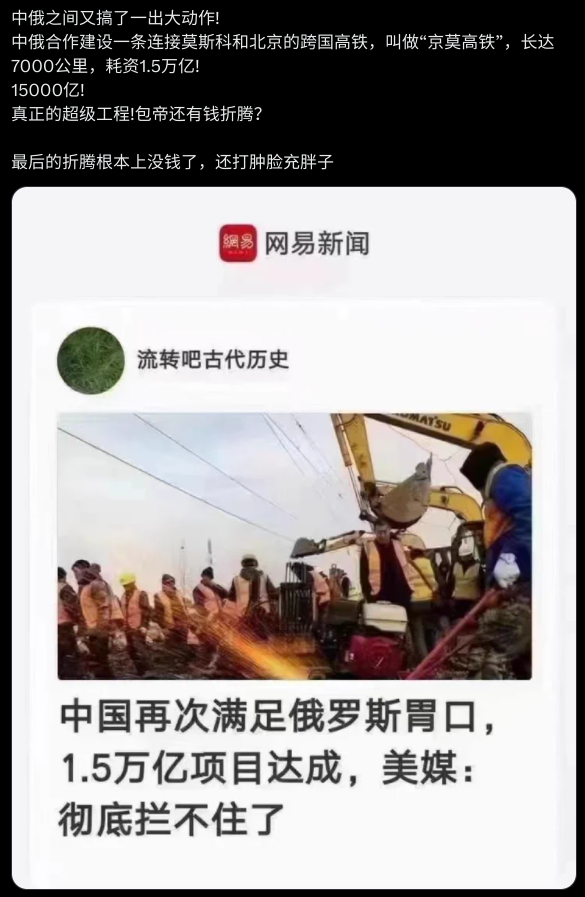 中俄之间又搞了一出大动作!
中俄合作建设一条连接莫斯科和北京的跨国高铁，叫做“京莫高铁”，长达
7000公里，耗资1.5万亿!
15000亿!
真正的超级工程!包帝还有钱折腾？
最后的折腾根本上没钱了，还打肿脸充胖子
網易 网易新闻
流转吧古代历史
KOMATSU
中国再次满足俄罗斯胃口，
1.5万亿项目达成，美媒：
彻底拦不住了